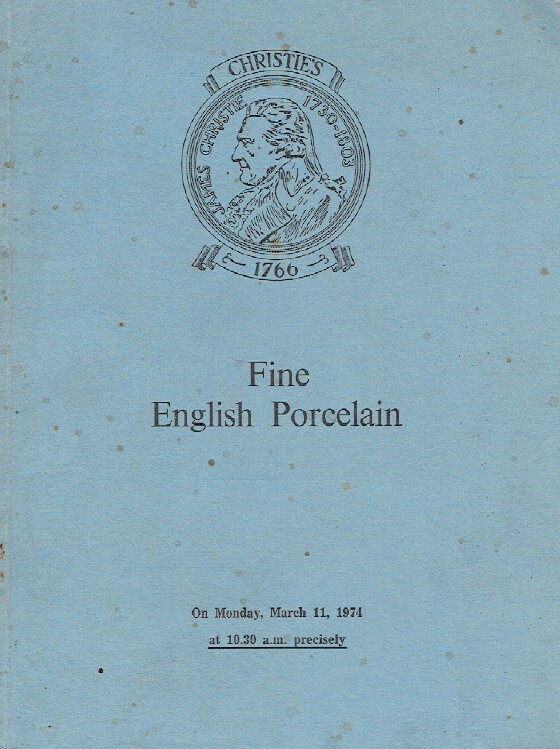 CHRISTIE'S
JAMES CHRISTIE 1730-1803
1766
Fine
English Porcelain
On Monday, March 11, 1974
at 10.30 a.m. precisely